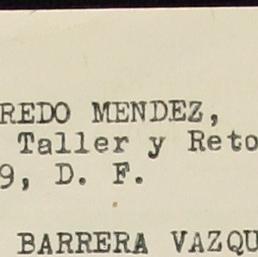 REDO MENDEZ,
Taller y Reto
9, D. F.
BARRERA VAZQU